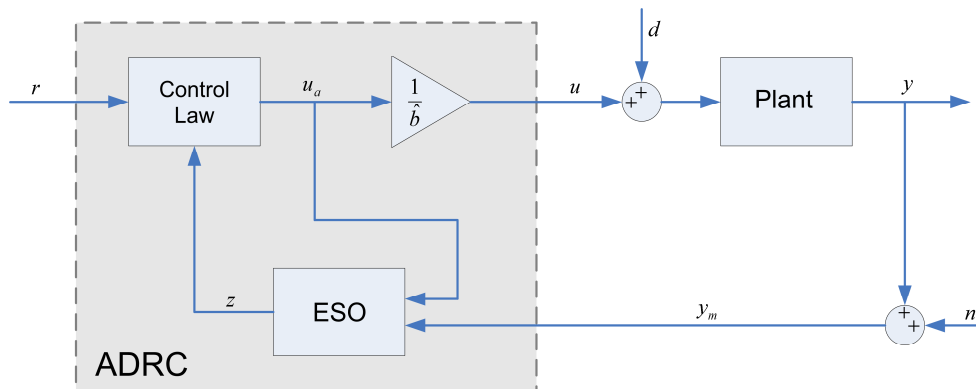 r
Control
Law
u_a
1
b̂
u
d
+
+
Plant
y
z
ESO
y_m
+
+
n
ADRC